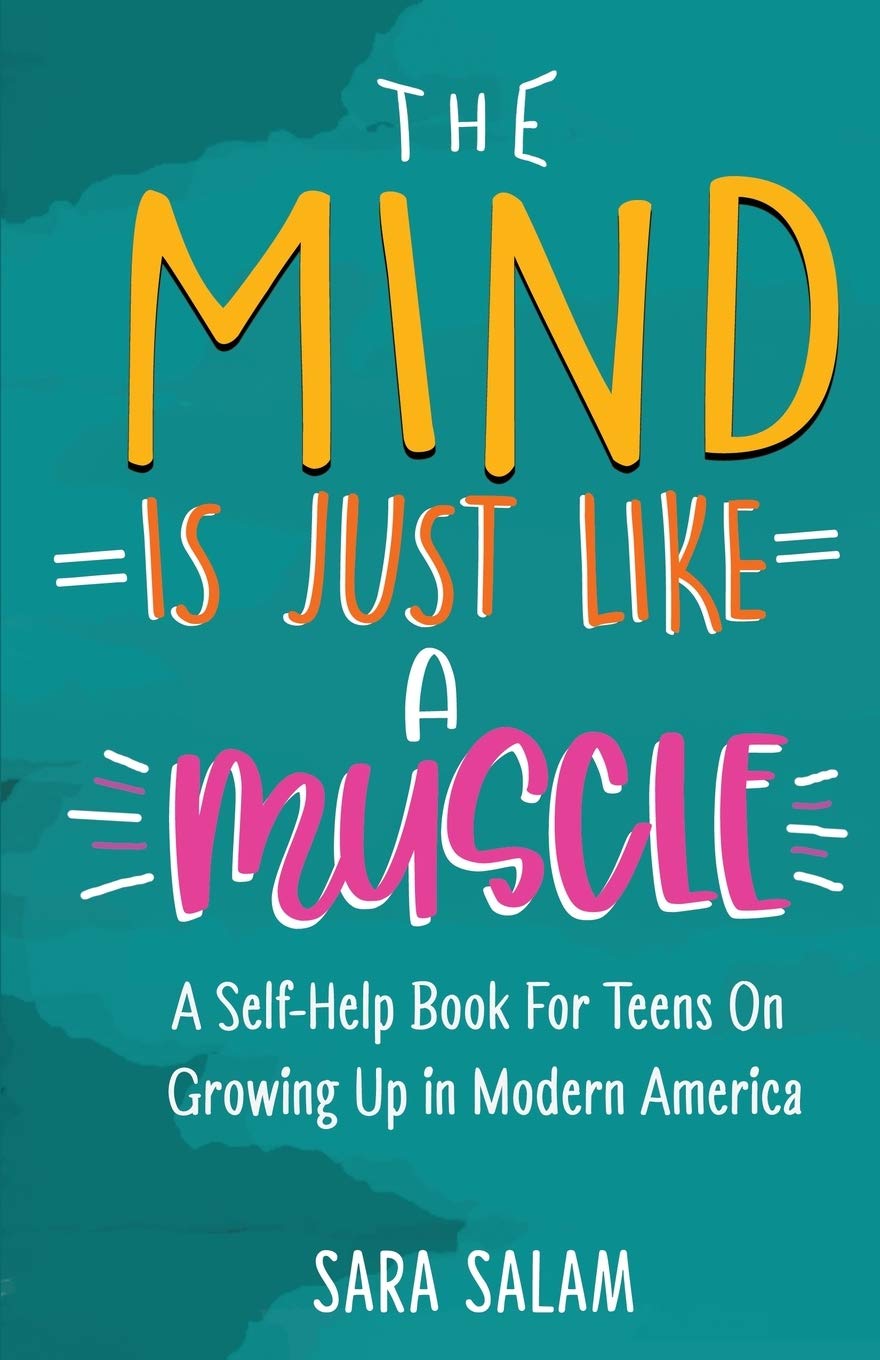 THE
MIND
IS JUST LIKE
A
MUSCLE
A Self-Help Book For Teens On
Growing Up in Modern America
SARA SALAM